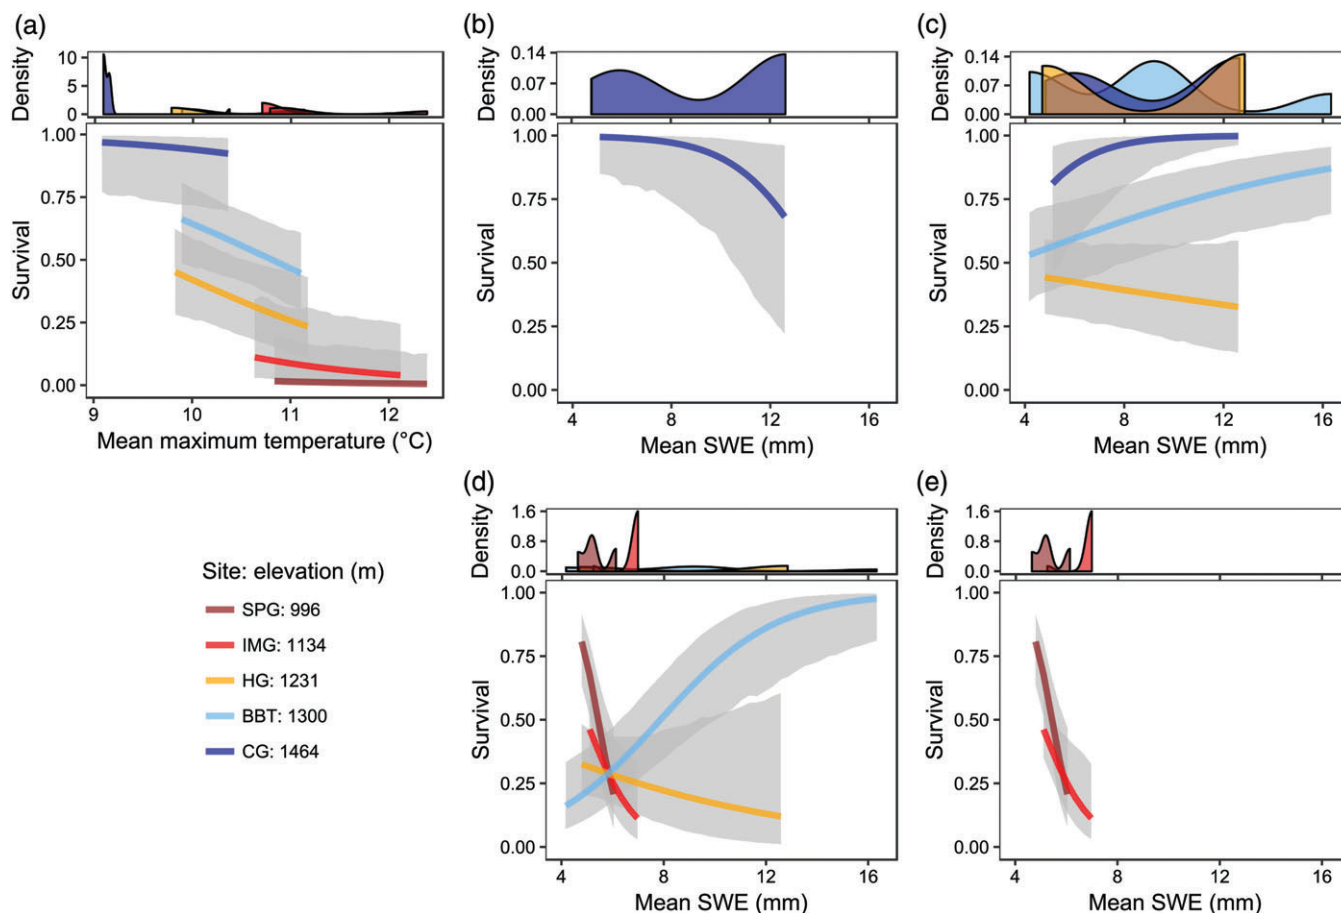 (a)
Density
10
5
0
Survival
1.00
0.75
0.50
0.25
0.00
9
10
11
12
Mean maximum temperature (°C)
(b)
Density
0.14
0.07
0.00
Survival
1.00
0.75
0.50
0.25
0.00
4
8
12
16
Mean SWE (mm)
(c)
Density
0.14
0.07
0.00
Survival
1.00
0.75
0.50
0.25
0.00
4
8
12
16
Mean SWE (mm)
Site: elevation (m)
SPG: 996
IMG: 1134
HG: 1231
BBT: 1300
CG: 1464
(d)
Density
1.6
0.8
0.0
Survival
1.00
0.75
0.50
0.25
0.00
4
8
12
16
Mean SWE (mm)
(e)
Density
1.6
0.8
0.0
Survival
1.00
0.75
0.50
0.25
0.00
4
8
12
16
Mean SWE (mm)